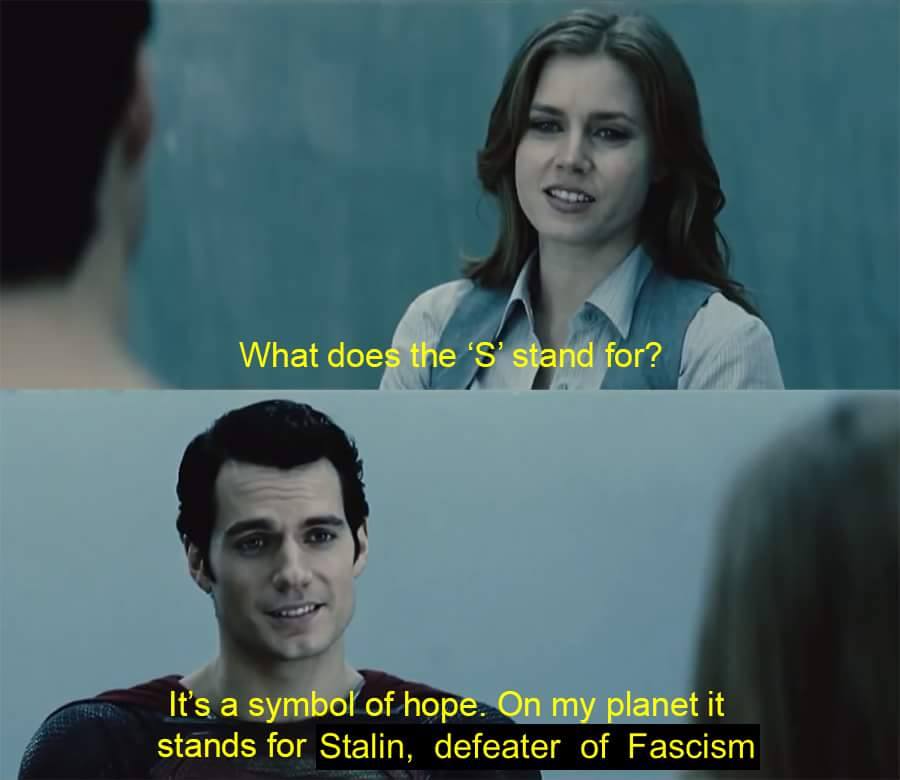 What does the ‘S’ stand for?
It’s a symbol of hope. On my planet it
stands for Stalin, defeater of Fascism